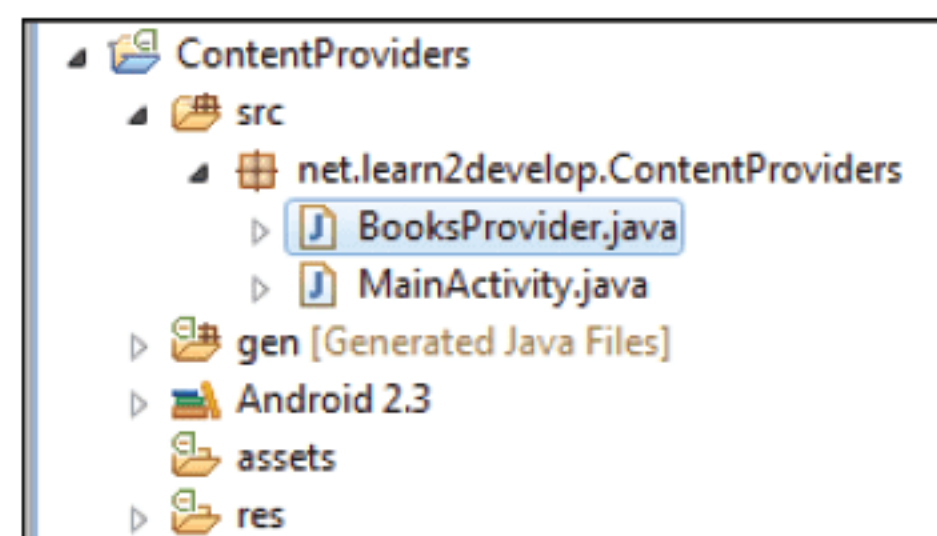 ContentProviders
src
net.learn2develop.ContentProviders
BooksProvider.java
MainActivity.java
gen [Generated Java Files]
Android 2.3
assets
res